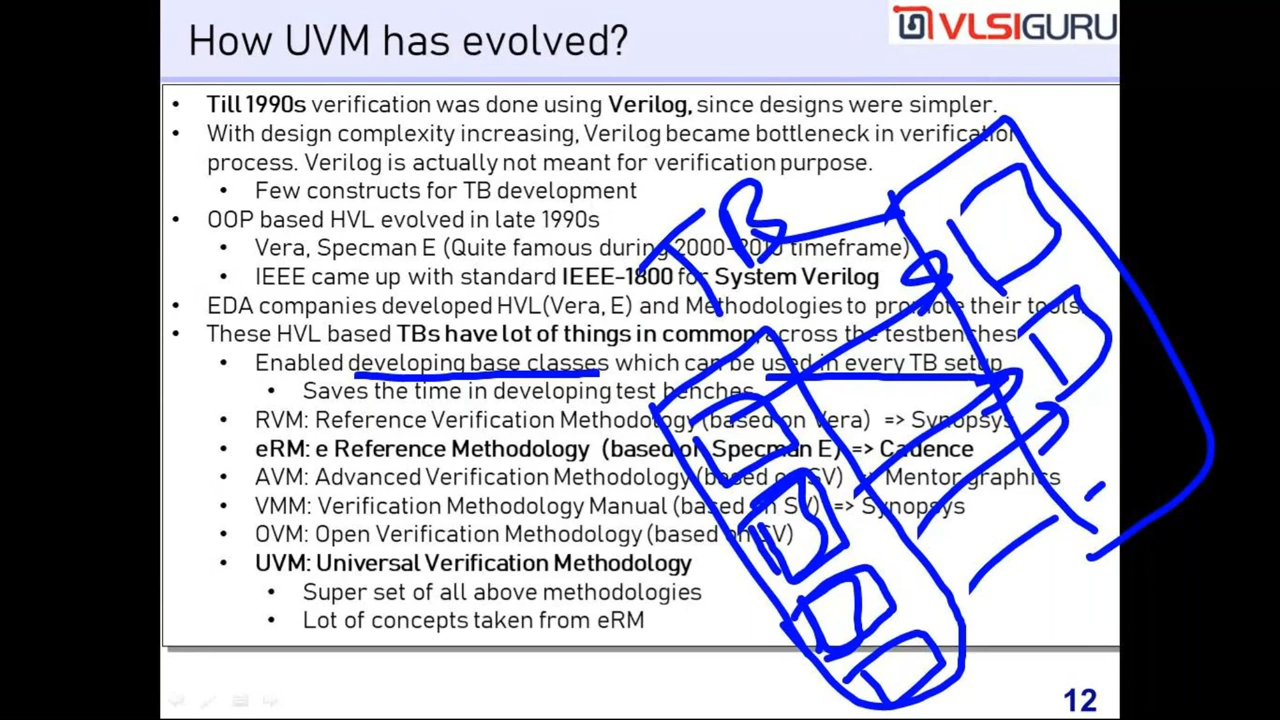 How UVM has evolved?
VLSIGURU
• Till 1990s verification was done using Verilog, since designs were simpler.
• With design complexity increasing, Verilog became bottleneck in verification
process. Verilog is actually not meant for verification purpose.
• Few constructs for TB development
• OOP based HVL evolved in late 1990s
• Vera, Specman E (Quite famous during 2000-2010 timeframe)
• IEEE came up with standard IEEE-1800 for System Verilog
• EDA companies developed HVL(Vera, E) and Methodologies to promote their tools.
• These HVL based TBs have lot of things in common, across the testbenches
• Enabled developing base classes which can be used in every TB setup
• Saves the time in developing test benches
• RVM: Reference Verification Methodology (based on Vera) => Synopsys
• eRM: e Reference Methodology (based on Specman E) => Cadence
• AVM: Advanced Verification Methodology (based on SV) => Mentor graphics
• VMM: Verification Methodology Manual (based on SV) => Synopsys
• OVM: Open Verification Methodology (based on SV)
• UVM: Universal Verification Methodology
• Super set of all above methodologies
• Lot of concepts taken from eRM
TB
12